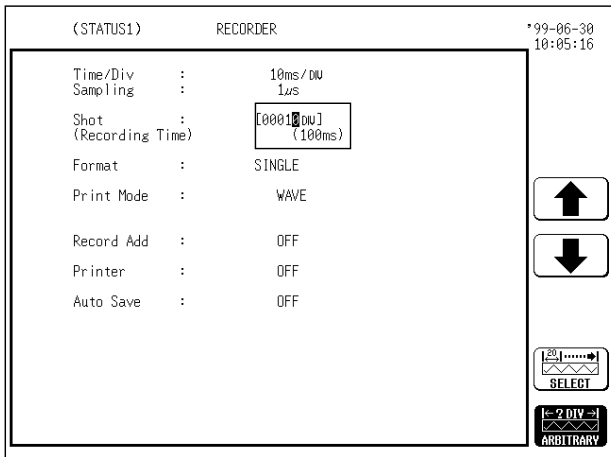 (STATUS1) RECORDER '99-06-30
10:05:16
Time/Div : 10ms/DIV
Sampling : 1µs
Shot : [00010DIV]
(Recording Time) (100ms)
Format : SINGLE
Print Mode : WAVE
Record Add : OFF
Printer : OFF
Auto Save : OFF
20
SELECT
?DIV
ARBITRARY